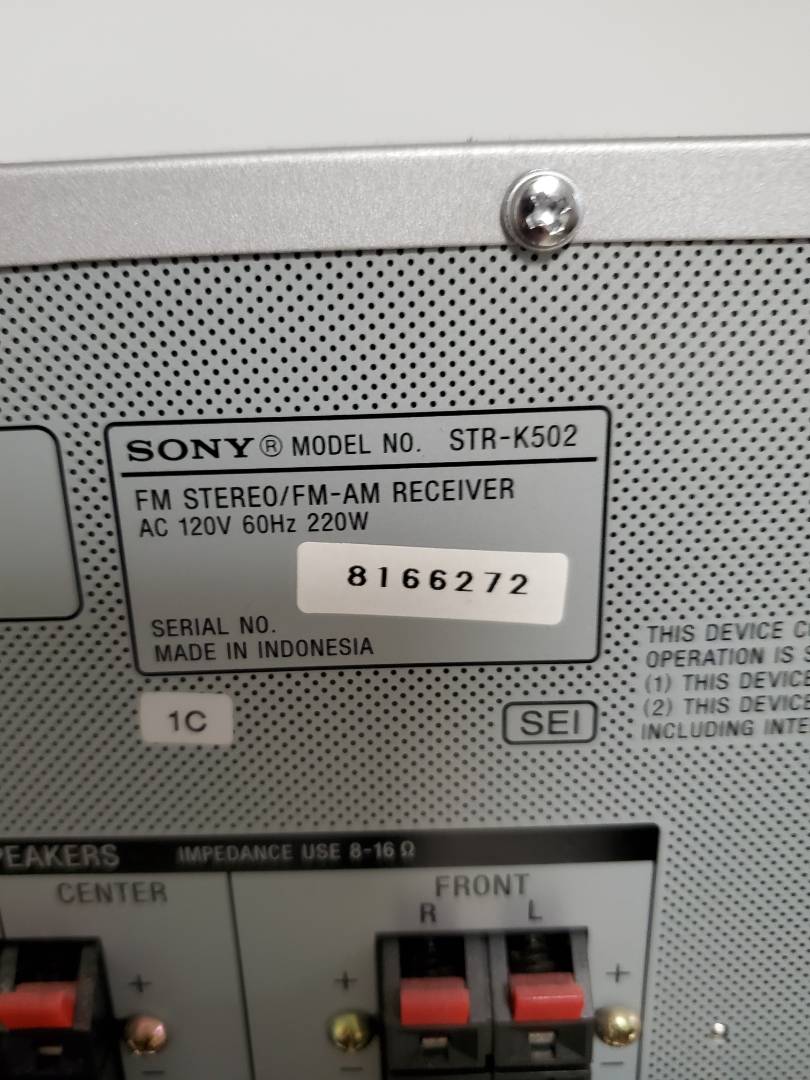 SONY® MODEL NO. STR-K502
FM STEREO/FM-AM RECEIVER
AC 120V 60Hz 220W
8166272
SERIAL NO.
MADE IN INDONESIA
THIS DEVICE
OPERATION IS
(1) THIS DEVICE
(2) THIS DEVICE
INCLUDING
1C
SEI
IMPEDANCE USE 8-16 Ω
CENTER
FRONT
R L
+ + +
- - -